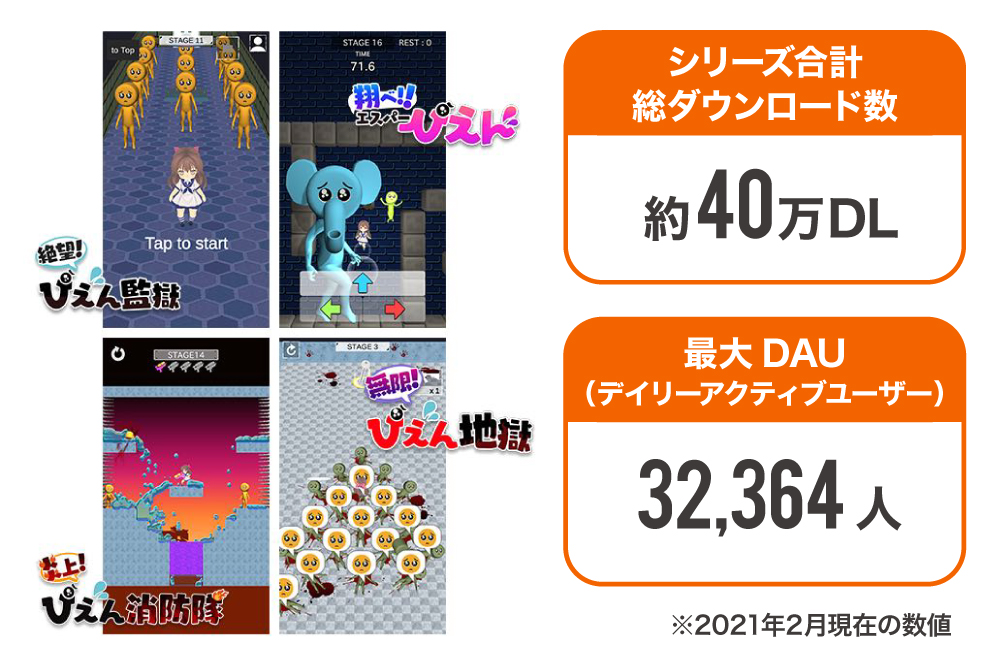 to Top
STAGE 11
Tap to start
絶望!
ぴえん監獄
STAGE 16 REST : 0
TIME
71.6
翔べ!!
エスパーぴえん
STAGE14
炎上!
ぴえん消防隊
STAGE 3
x1
無限!
ぴえん地獄
シリーズ合計
総ダウンロード数
約40万DL
最大 DAU
（デイリーアクティブユーザー）
32,364人
※2021年2月現在の数値